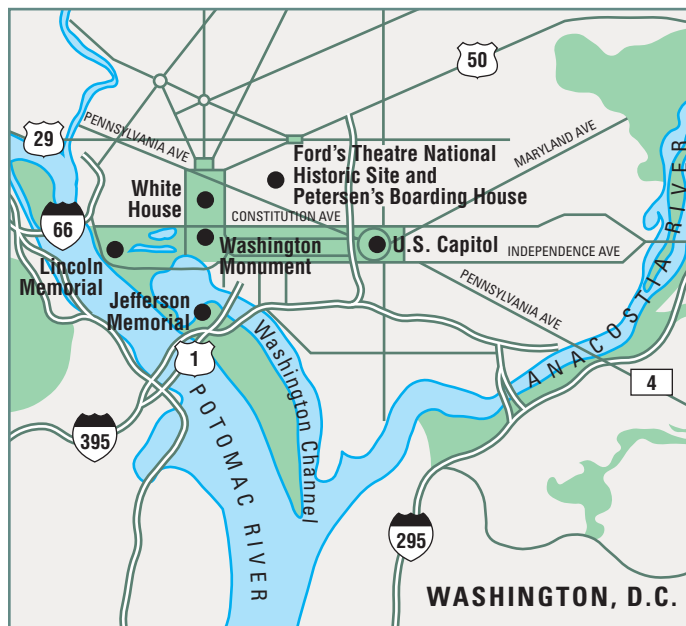 50
PENNSYLVANIA AVE
29
MARYLAND AVE
Ford's Theatre National
Historic Site and
Petersen's Boarding House
White
House
CONSTITUTION AVE
66
Washington
Monument
U.S. Capitol
INDEPENDENCE AVE
Lincoln
Memorial
Jefferson
Memorial
PENNSYLVANIA AVE
ANACOSTIA RIVER
Washington Channel
1
4
POTOMAC RIVER
395
295
WASHINGTON, D.C.